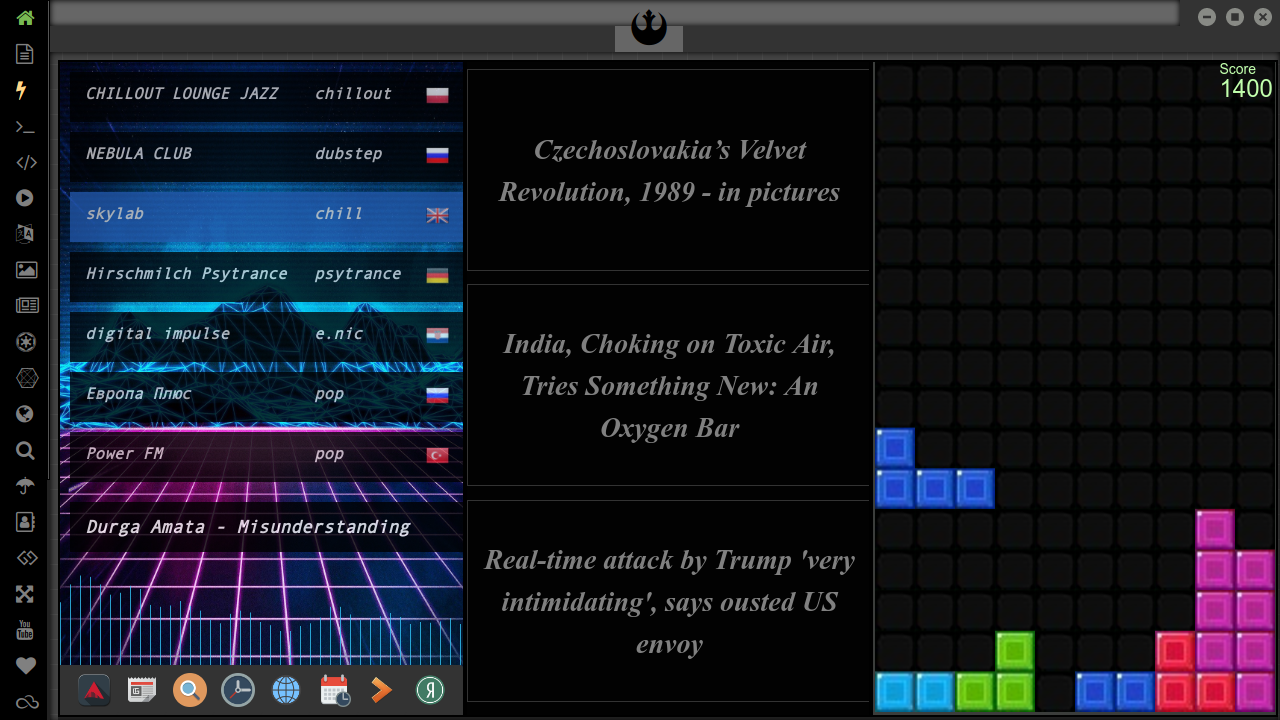 CHILLOUT LOUNGE JAZZ chillout
NEBULA CLUB dubstep
skylab chill
Hirschmilch Psytrance psytrance
digital impulse e.nic
Европа Плюс pop
Power FM pop
Durga Amata - Misunderstanding
Czechoslovakia’s Velvet
Revolution, 1989 - in pictures
India, Choking on Toxic Air,
Tries Something New: An
Oxygen Bar
Real-time attack by Trump 'very
intimidating', says ousted US
envoy
Score
1400
You
Tube
Я